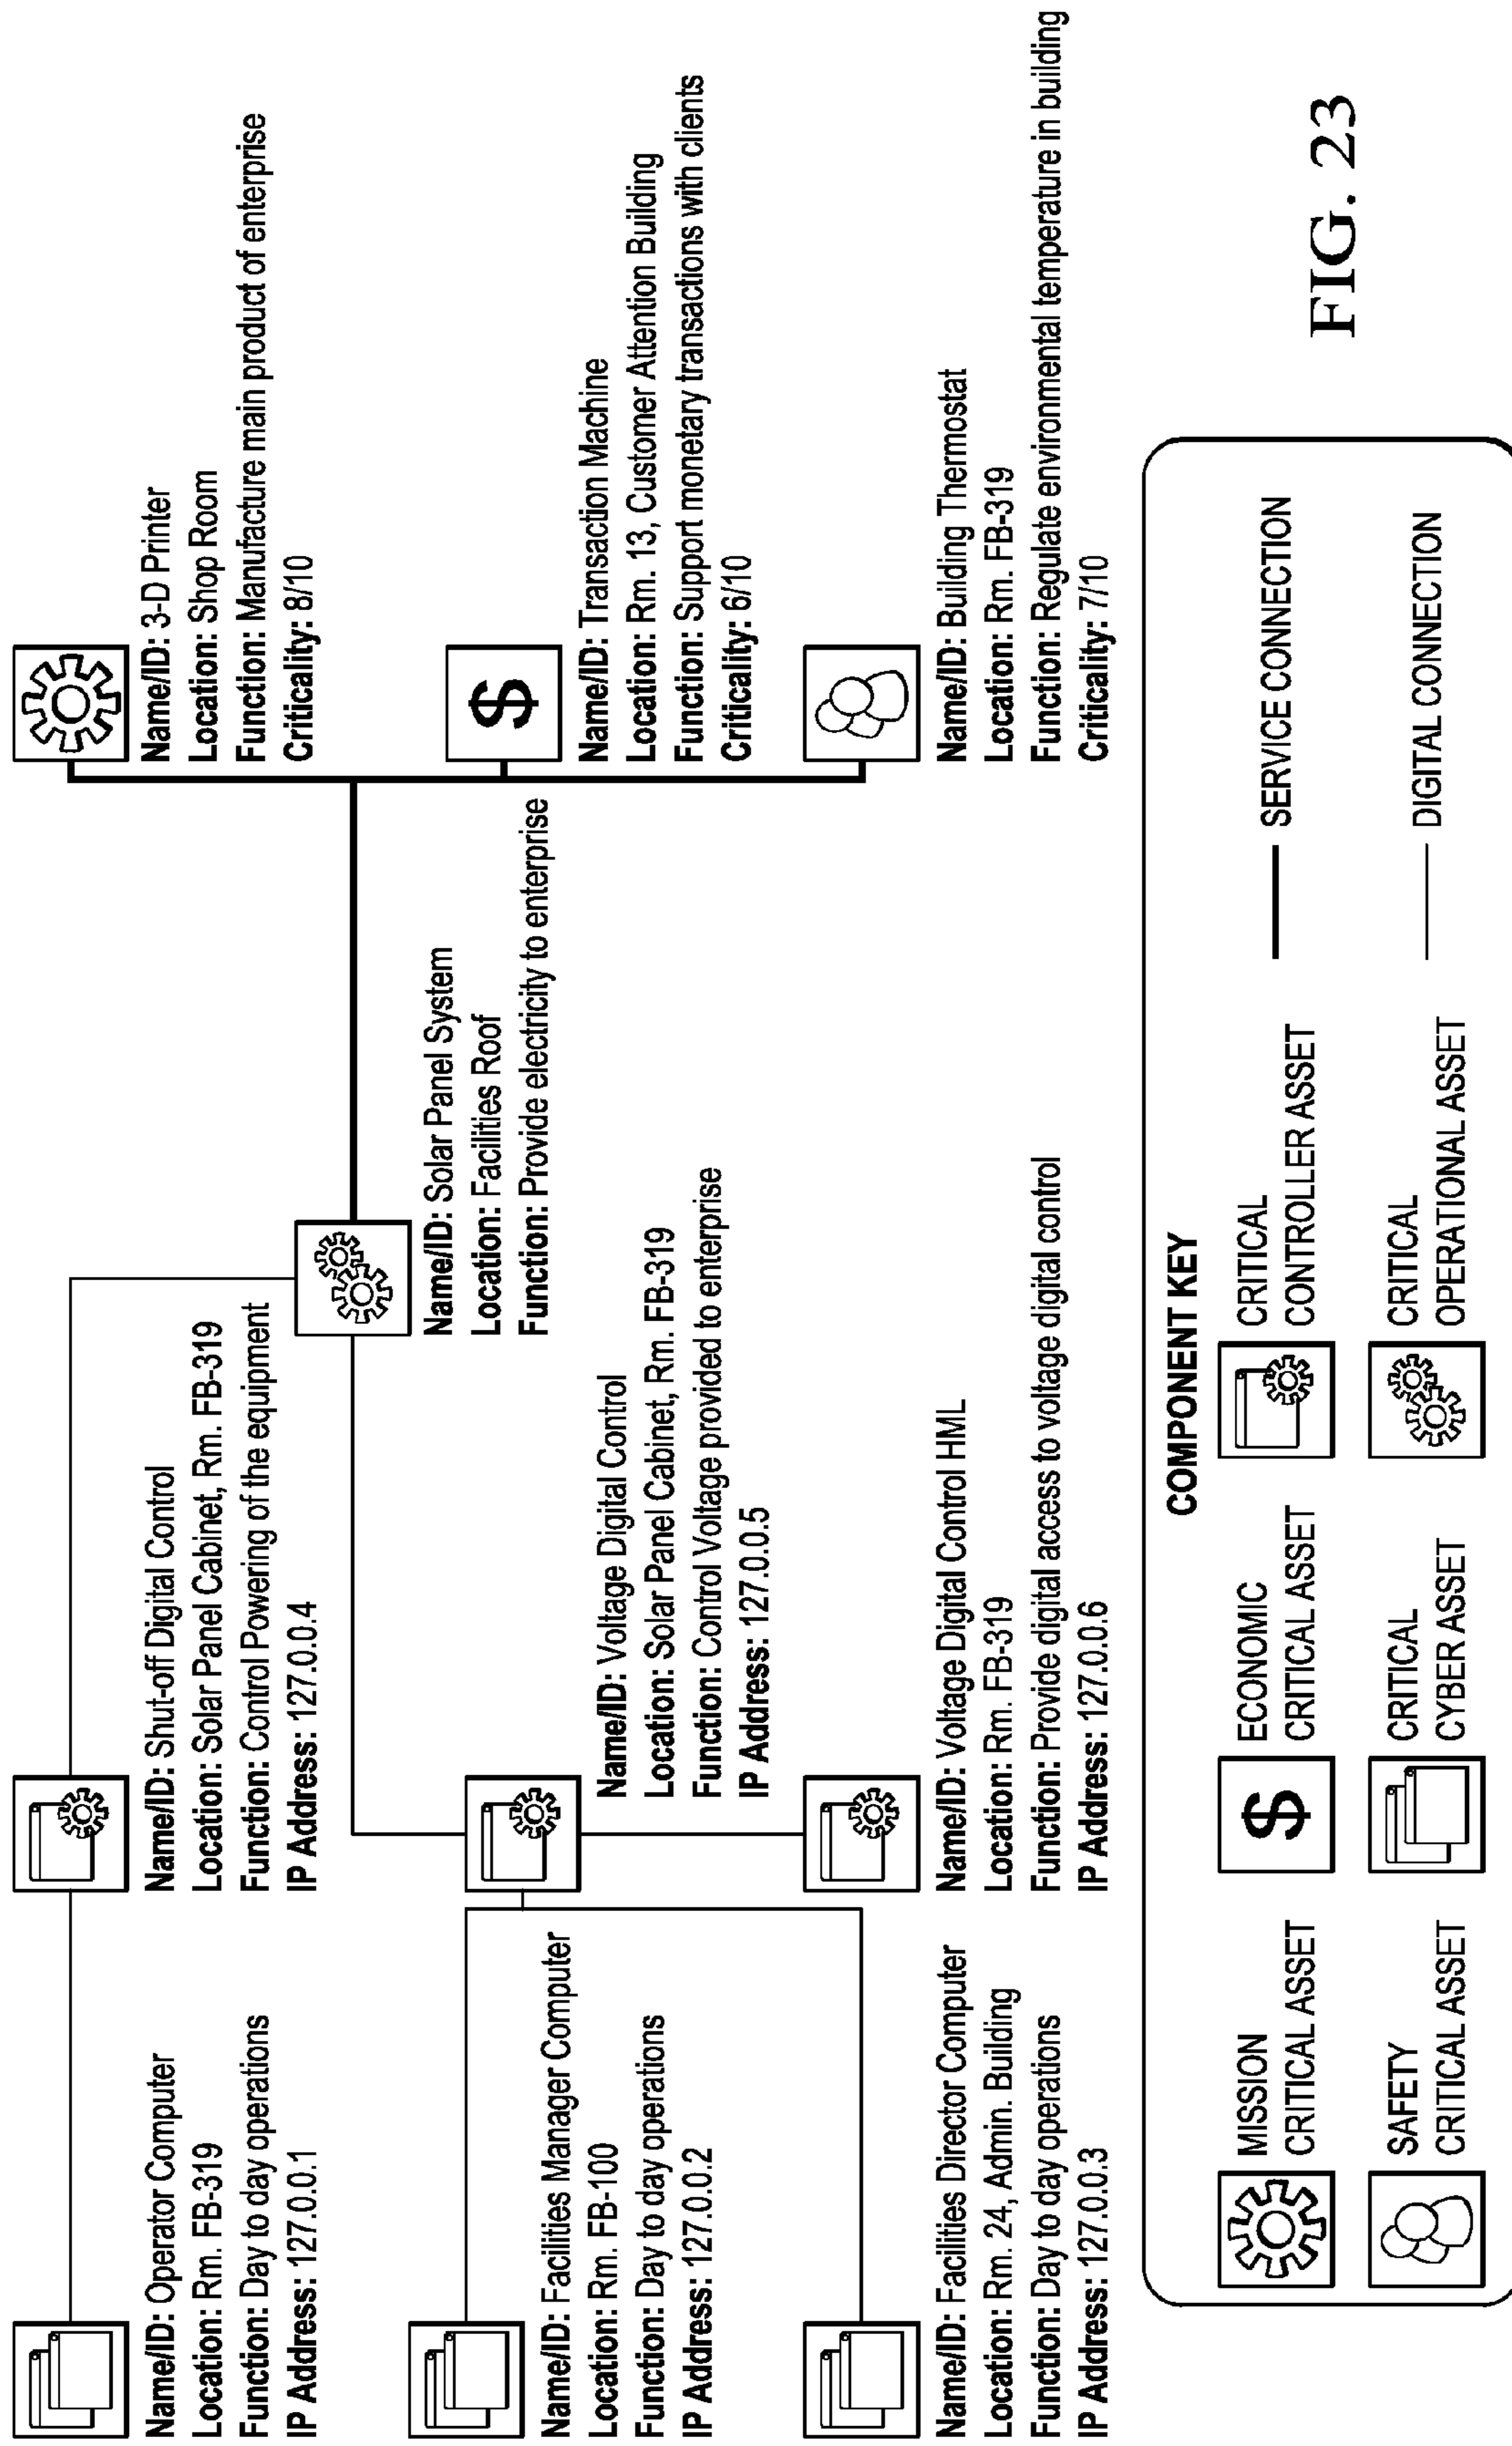 Name/ID: Operator Computer
Location: Rm. FB-319
Function: Day to day operations
IP Address: 127.0.0.1
Name/ID: Shut-off Digital Control
Location: Solar Panel Cabinet, Rm. FB-319
Function: Control Powering of the equipment
IP Address: 127.0.0.4
Name/ID: 3-D Printer
Location: Shop Room
Function: Manufacture main product of enterprise
Criticality: 8/10
Name/ID: Solar Panel System
Location: Facilities Roof
Function: Provide electricity to enterprise
Name/ID: Facilities Manager Computer
Location: Rm. FB-100
Function: Day to day operations
IP Address: 127.0.0.2
Name/ID: Voltage Digital Control
Location: Solar Panel Cabinet, Rm. FB-319
Function: Control Voltage provided to enterprise
IP Address: 127.0.0.5
$
Name/ID: Transaction Machine
Location: Rm. 13, Customer Attention Building
Function: Support monetary transactions with clients
Criticality: 6/10
Name/ID: Facilities Director Computer
Location: Rm. 24, Admin. Building
Function: Day to day operations
IP Address: 127.0.0.3
Name/ID: Voltage Digital Control HML
Location: Rm. FB-319
Function: Provide digital access to voltage digital control
IP Address: 127.0.0.6
Name/ID: Building Thermostat
Location: Rm. FB-319
Function: Regulate environmental temperature in building
Criticality: 7/10
COMPONENT KEY
MISSION
CRITICAL ASSET
$
ECONOMIC
CRITICAL ASSET
CRITICAL
CONTROLLER ASSET
SERVICE CONNECTION
SAFETY
CRITICAL ASSET
CRITICAL
CYBER ASSET
CRITICAL
OPERATIONAL ASSET
DIGITAL CONNECTION
FIG. 23